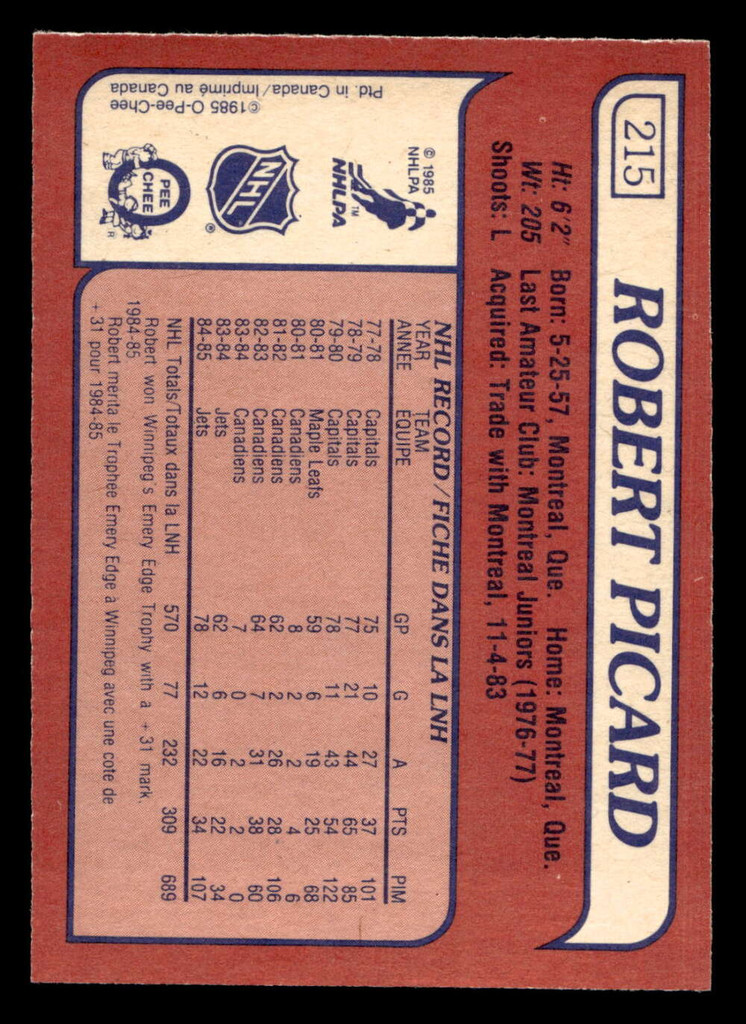 215
ROBERT PICARD
Ht: 6'2" Born: 5-25-57, Montreal, Que. Home: Montreal, Que.
Wt: 205 Last Amateur Club: Montreal Juniors (1976-77)
Shoots: L Acquired: Trade with Montreal, 11-4-83
© 1985
NHLPA
NHLPA
TM
NHL
®
O
PEE
CHEE
R
©1985 O-Pee-Chee
Ptd. in Canada/Imprimé au Canada
NHL RECORD/FICHE DANS LA LNH
YEAR TEAM
ANNÉE EQUIPE GP G A PTS PIM
77-78 Capitals 75 10 27 37 101
78-79 Capitals 77 21 44 65 85
79-80 Capitals 78 11 43 54 122
80-81 Maple Leafs 59 6 19 25 68
80-81 Canadiens 8 2 2 4 6
81-82 Canadiens 62 2 26 28 106
82-83 Canadiens 64 7 31 38 60
83-84 Canadiens 7 0 2 2 0
83-84 Jets 62 6 16 22 34
84-85 Jets 78 12 22 34 107
NHL Totals/Totaux dans la LNH 570 77 232 309 689
Robert won Winnipeg's Emery Edge Trophy with a + 31 mark,
1984-85
Robert merita le Trophee Emery Edge à Winnipeg avec une cote de
+ 31 pour 1984-85